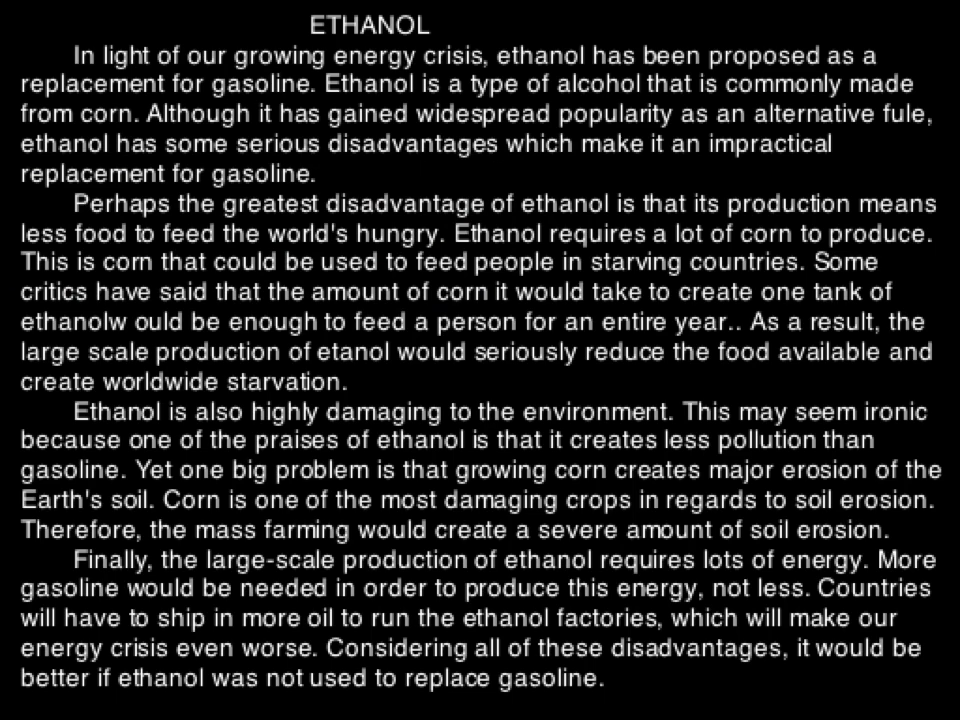 ETHANOL
In light of our growing energy crisis, ethanol has been proposed as a
replacement for gasoline. Ethanol is a type of alcohol that is commonly made
from corn. Although it has gained widespread popularity as an alternative fule,
ethanol has some serious disadvantages which make it an impractical
replacement for gasoline.
Perhaps the greatest disadvantage of ethanol is that its production means
less food to feed the world's hungry. Ethanol requires a lot of corn to produce.
This is corn that could be used to feed people in starving countries. Some
critics have said that the amount of corn it would take to create one tank of
ethanolw ould be enough to feed a person for an entire year.. As a result, the
large scale production of etanol would seriously reduce the food available and
create worldwide starvation.
Ethanol is also highly damaging to the environment. This may seem ironic
because one of the praises of ethanol is that it creates less pollution than
gasoline. Yet one big problem is that growing corn creates major erosion of the
Earth's soil. Corn is one of the most damaging crops in regards to soil erosion.
Therefore, the mass farming would create a severe amount of soil erosion.
Finally, the large-scale production of ethanol requires lots of energy. More
gasoline would be needed in order to produce this energy, not less. Countries
will have to ship in more oil to run the ethanol factories, which will make our
energy crisis even worse. Considering all of these disadvantages, it would be
better if ethanol was not used to replace gasoline.